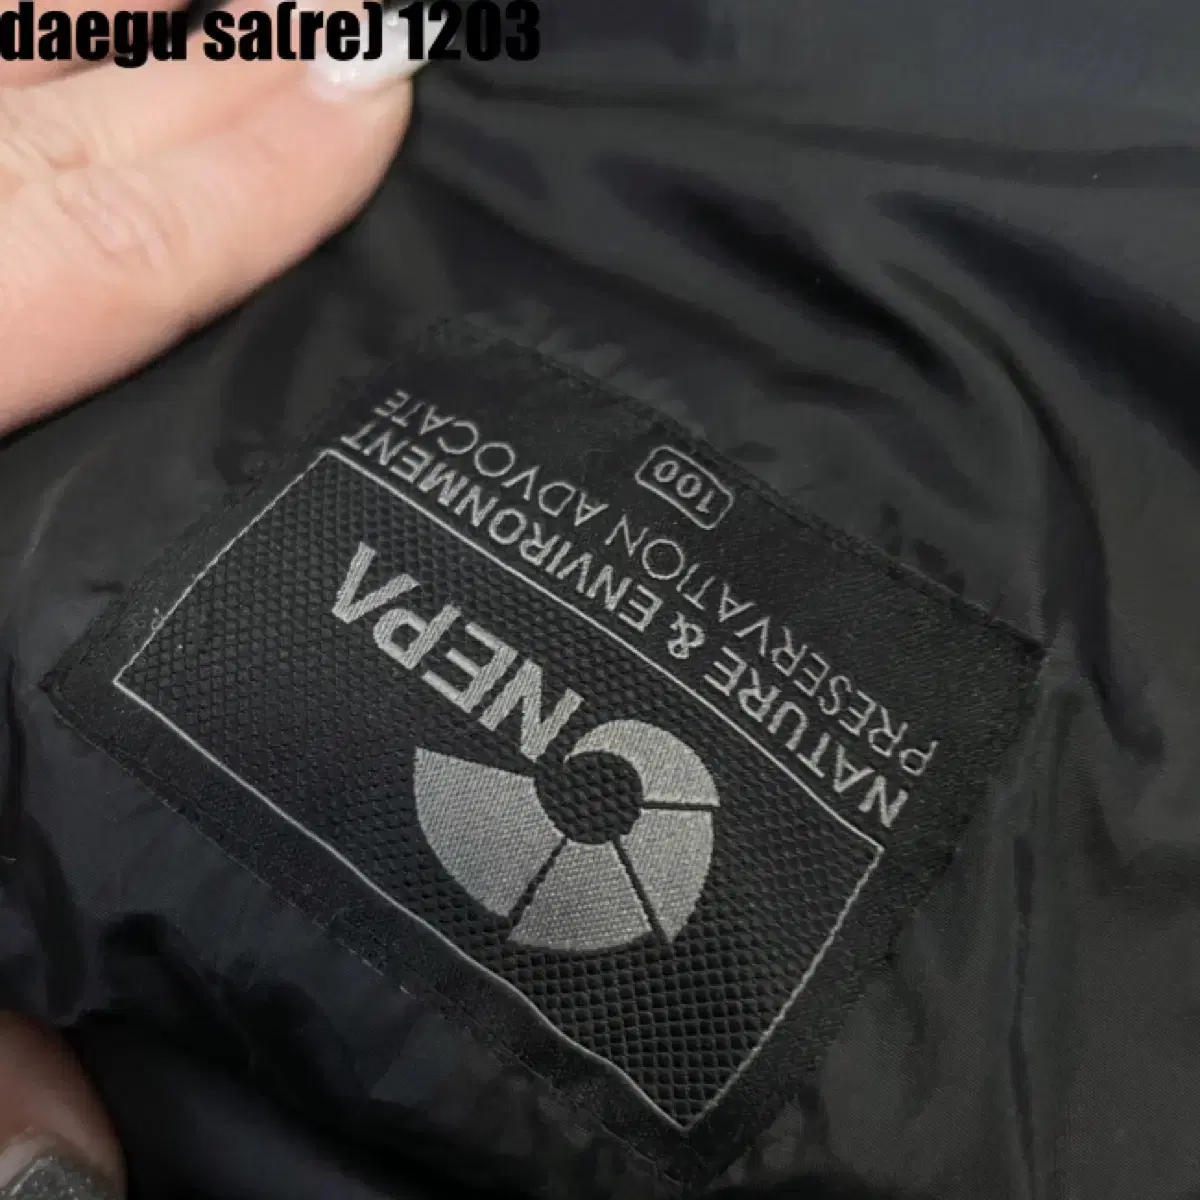 daegu sa(re) 1203
NEPA
NATURE & ENVIRONMENT
PRESERVATION ADVOCATE
100